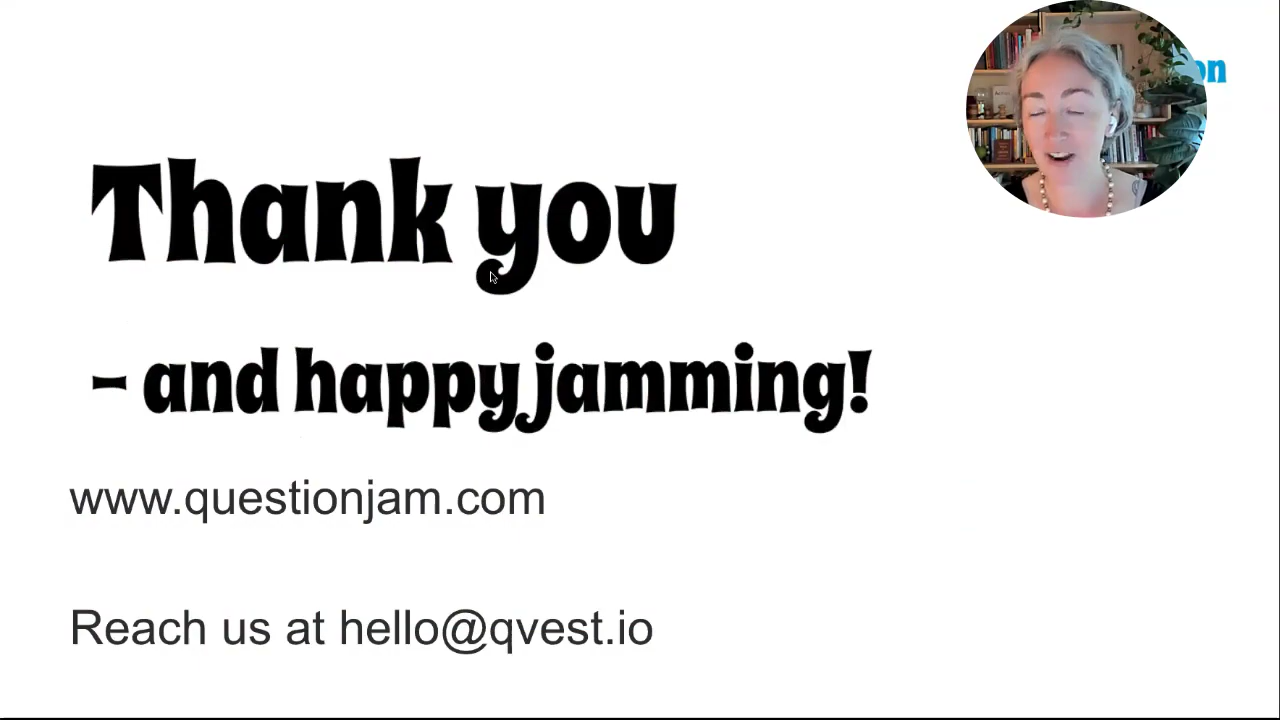 Thank you
– and happy jamming!
www.questionjam.com
Reach us at hello@qvest.io